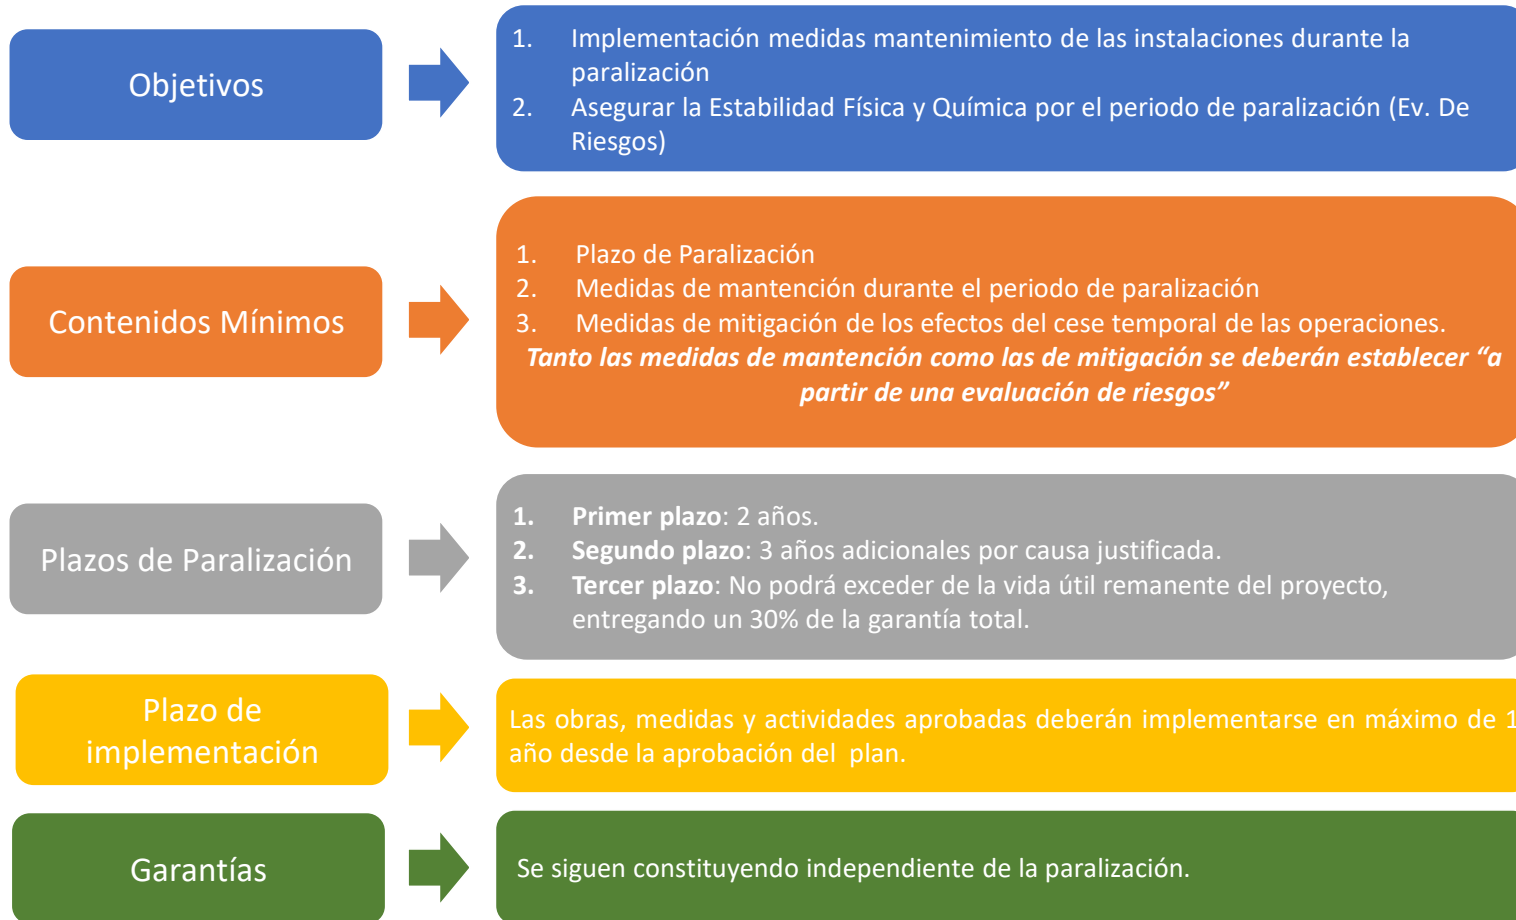 Objetivos
1. Implementación medidas mantenimiento de las instalaciones durante la
paralización
2. Asegurar la Estabilidad Física y Química por el periodo de paralización (Ev. De
Riesgos)
Contenidos Mínimos
1. Plazo de Paralización
2. Medidas de mantención durante el periodo de paralización
3. Medidas de mitigación de los efectos del cese temporal de las operaciones.
Tanto las medidas de mantención como las de mitigación se deberán establecer “a
partir de una evaluación de riesgos”
Plazos de Paralización
1. Primer plazo: 2 años.
2. Segundo plazo: 3 años adicionales por causa justificada.
3. Tercer plazo: No podrá exceder de la vida útil remanente del proyecto,
entregando un 30% de la garantía total.
Plazo de
implementación
Las obras, medidas y actividades aprobadas deberán implementarse en máximo de 1
año desde la aprobación del plan.
Garantías
Se siguen constituyendo independiente de la paralización.